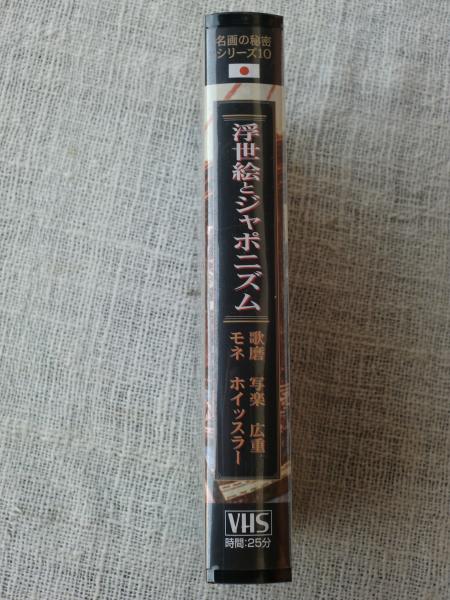 名画の秘密
シリーズ10
浮世絵とジャポニズム
歌磨 写楽 広重
モネ ホイッスラー
VHS
時間:25分